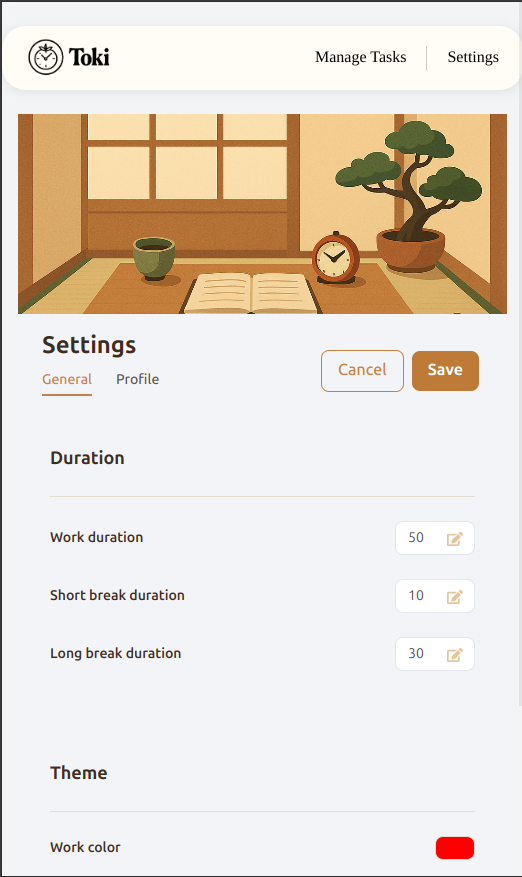 Toki
Manage Tasks
Settings
Settings
General
Profile
Cancel
Save
Duration
Work duration
50
Short break duration
10
Long break duration
30
Theme
Work color